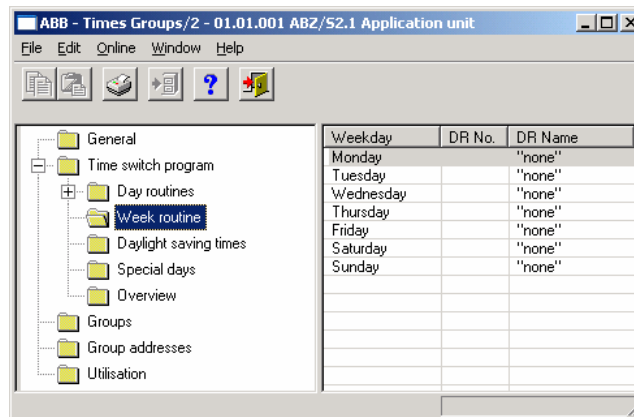 ABB - Times Groups/2 - 01.01.001 ABZ/S2.1 Application unit
File Edit Online Window Help
General
Time switch program
Day routines
Week routine
Daylight saving times
Special days
Overview
Groups
Group addresses
Utilisation
Weekday DR No. DR Name
Monday "none"
Tuesday "none"
Wednesday "none"
Thursday "none"
Friday "none"
Saturday "none"
Sunday "none"